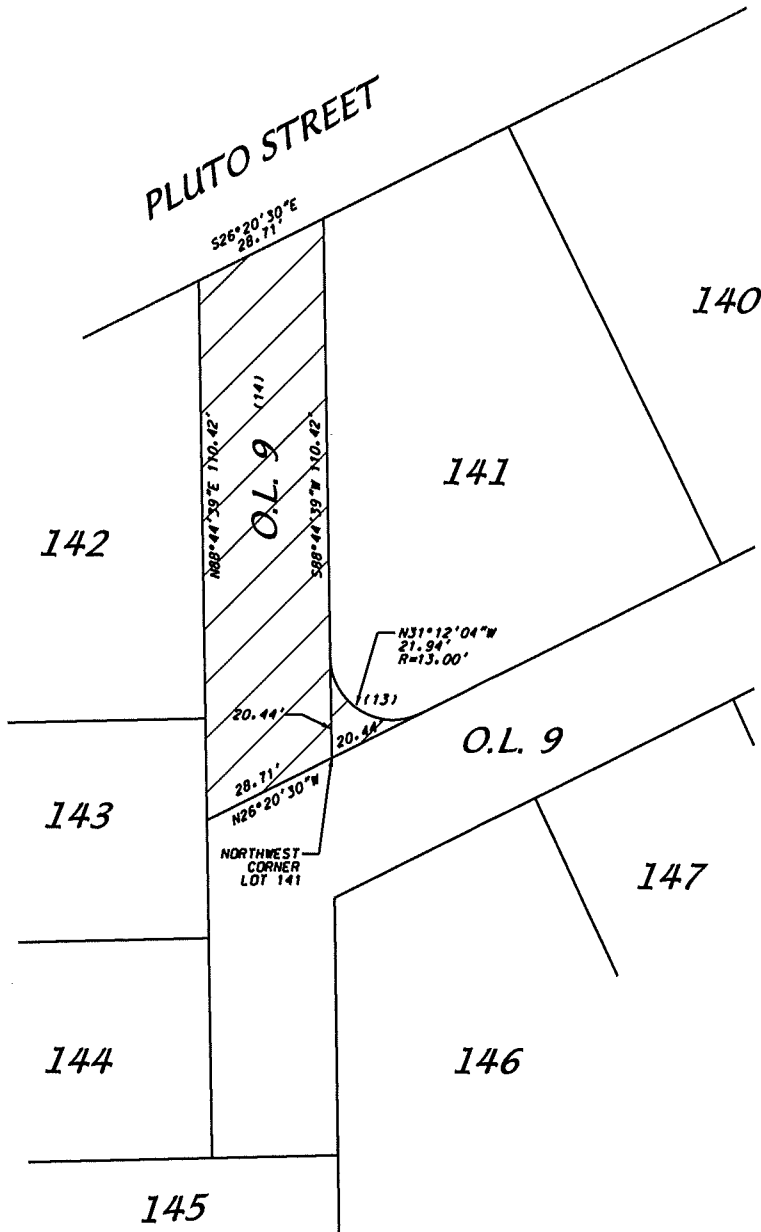 PLUTO STREET
S26°20'30"E
28.71'
140
(14)
O.L. 9
N88°44'39"E 110.42'
S88°44'39"W 110.42'
141
142
N31°12'04"W
21.94'
R=13.00'
(13)
20.44'
20.44'
O.L. 9
28.71'
N26°20'30"W
143
NORTHWEST
CORNER
LOT 141
147
144
146
145